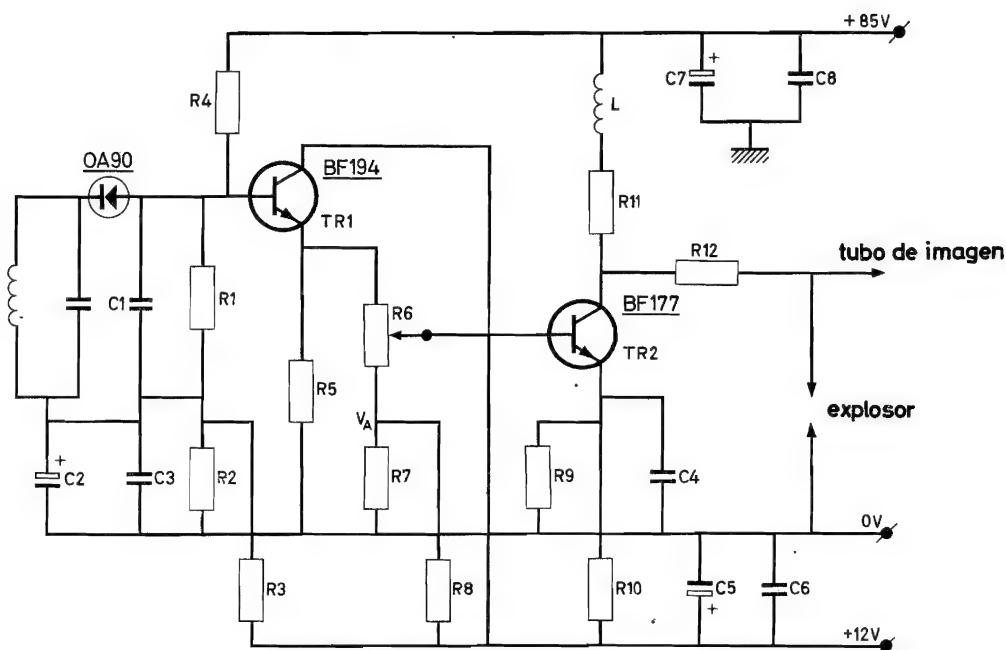 +85V
C7
+
C8
R4
L
OA90
BF194
R11
TR1
R12
tubo de imagen
C1
R1
R6
BF177
TR2
R5
explosor
VA
C2
+
C3
R2
R7
R9
C4
0V
R3
R8
R10
C5
+
C6
+12V